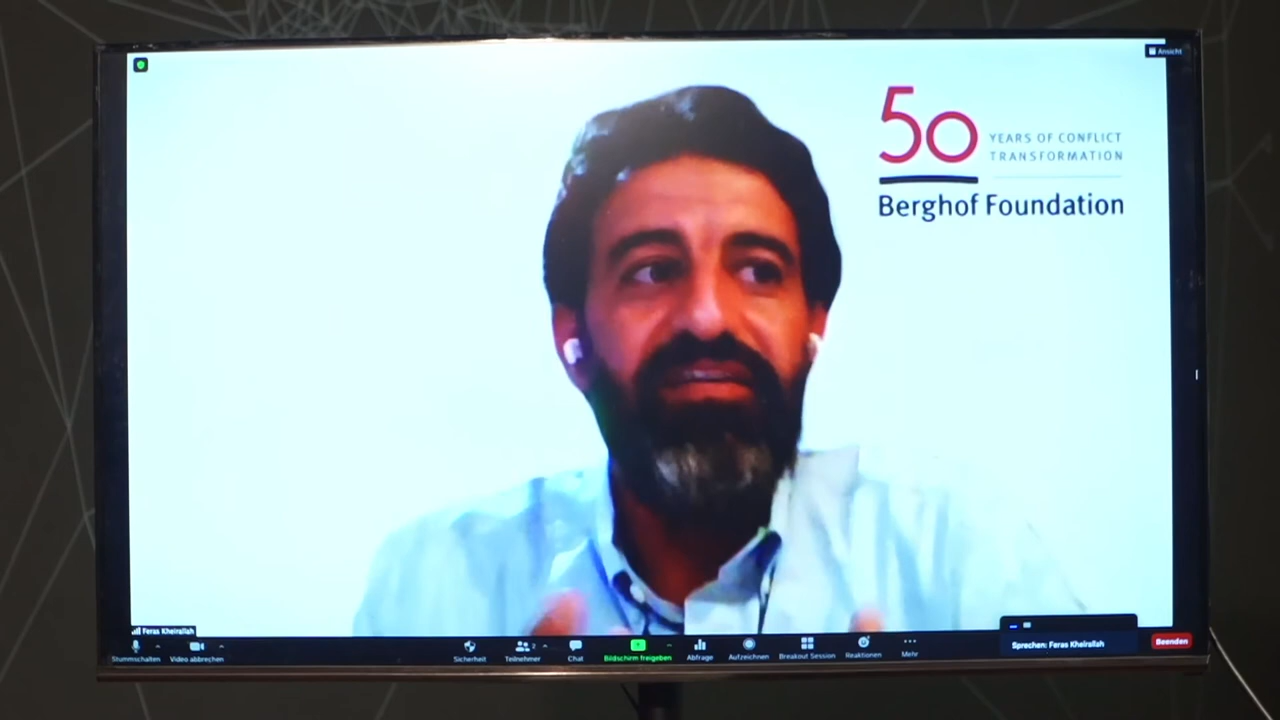 Ansicht
50
YEARS OF CONFLICT
TRANSFORMATION
Berghof Foundation
Feras Kheirallah
Stummschalten
Video abbrechen
Sicherheit
Teilnehmer
2
Chat
Bildschirm freigeben
Abfrage
Aufzeichnen
Breakout Session
Reaktionen
Mehr
Sprechen: Feras Kheirallah
Beenden